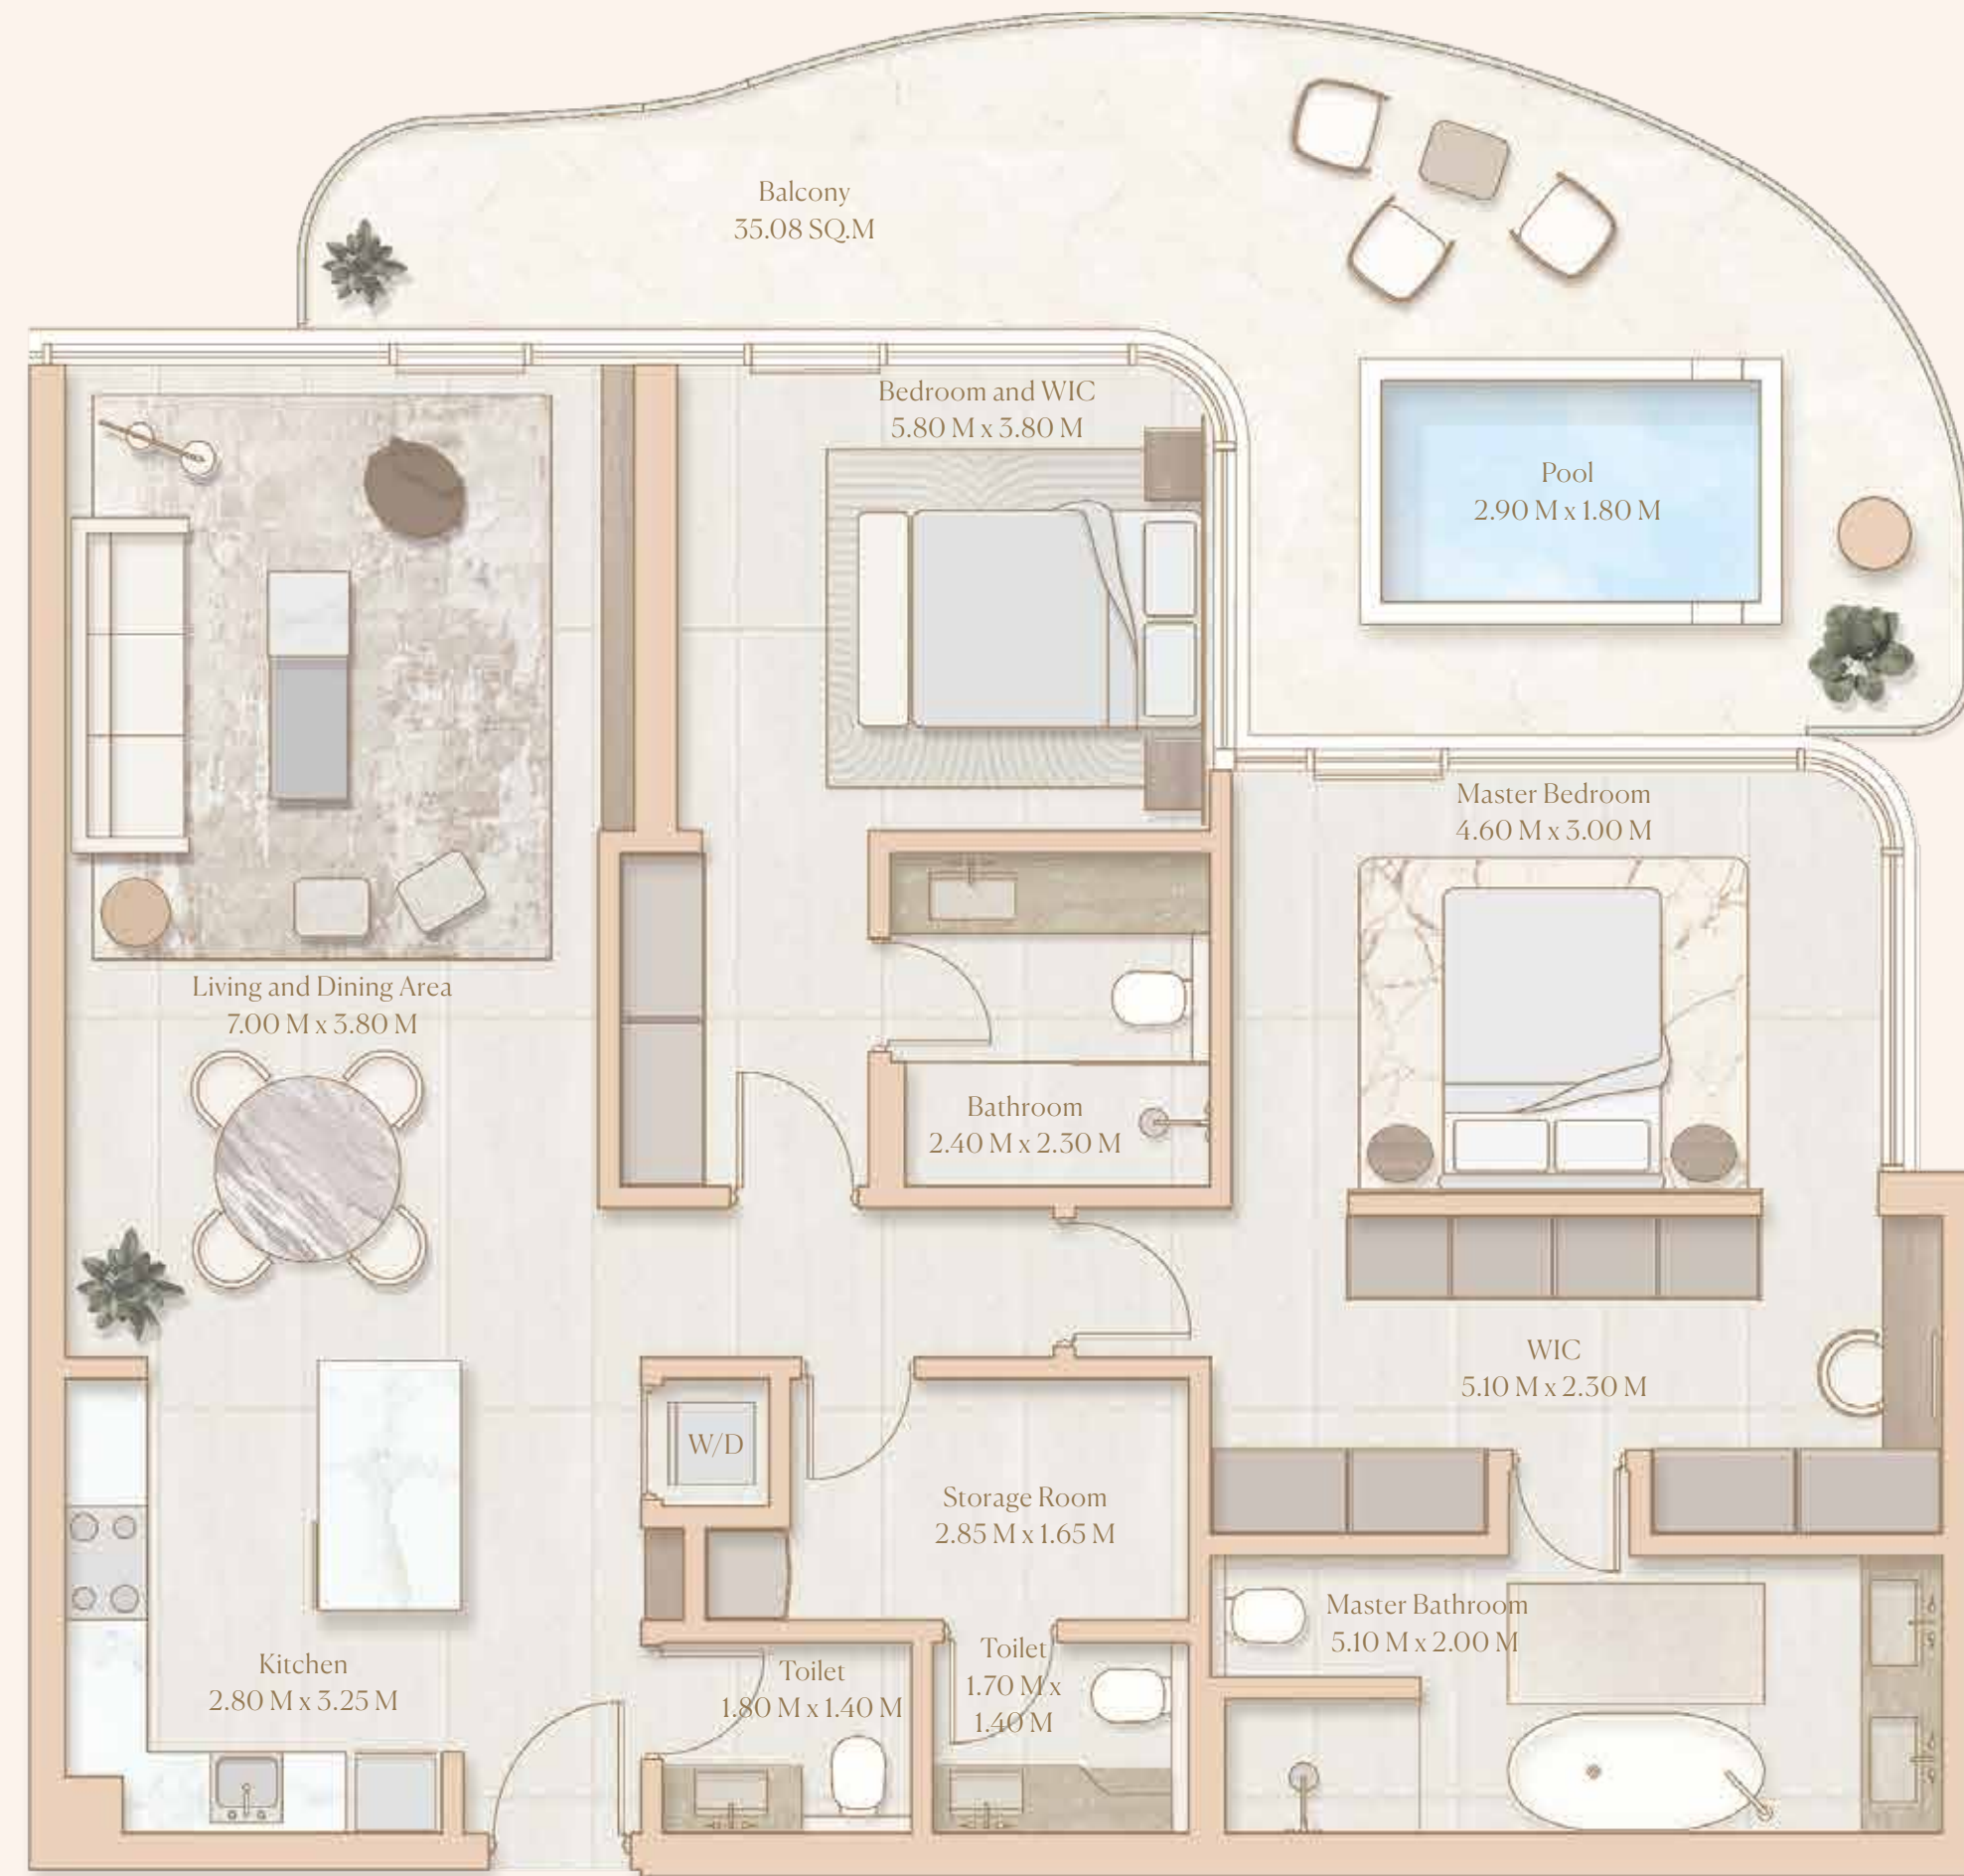 Balcony
35.08 SQ.M
Bedroom and WIC
5.80 M x 3.80 M
Pool
2.90 M x 1.80 M
Master Bedroom
4.60 M x 3.00 M
Living and Dining Area
7.00 M x 3.80 M
Bathroom
2.40 M x 2.30 M
WIC
5.10 M x 2.30 M
W/D
Storage Room
2.85 M x 1.65 M
Master Bathroom
5.10 M x 2.00 M
Kitchen
2.80 M x 3.25 M
Toilet
1.80 M x 1.40 M
Toilet
1.70 M x
1.40 M